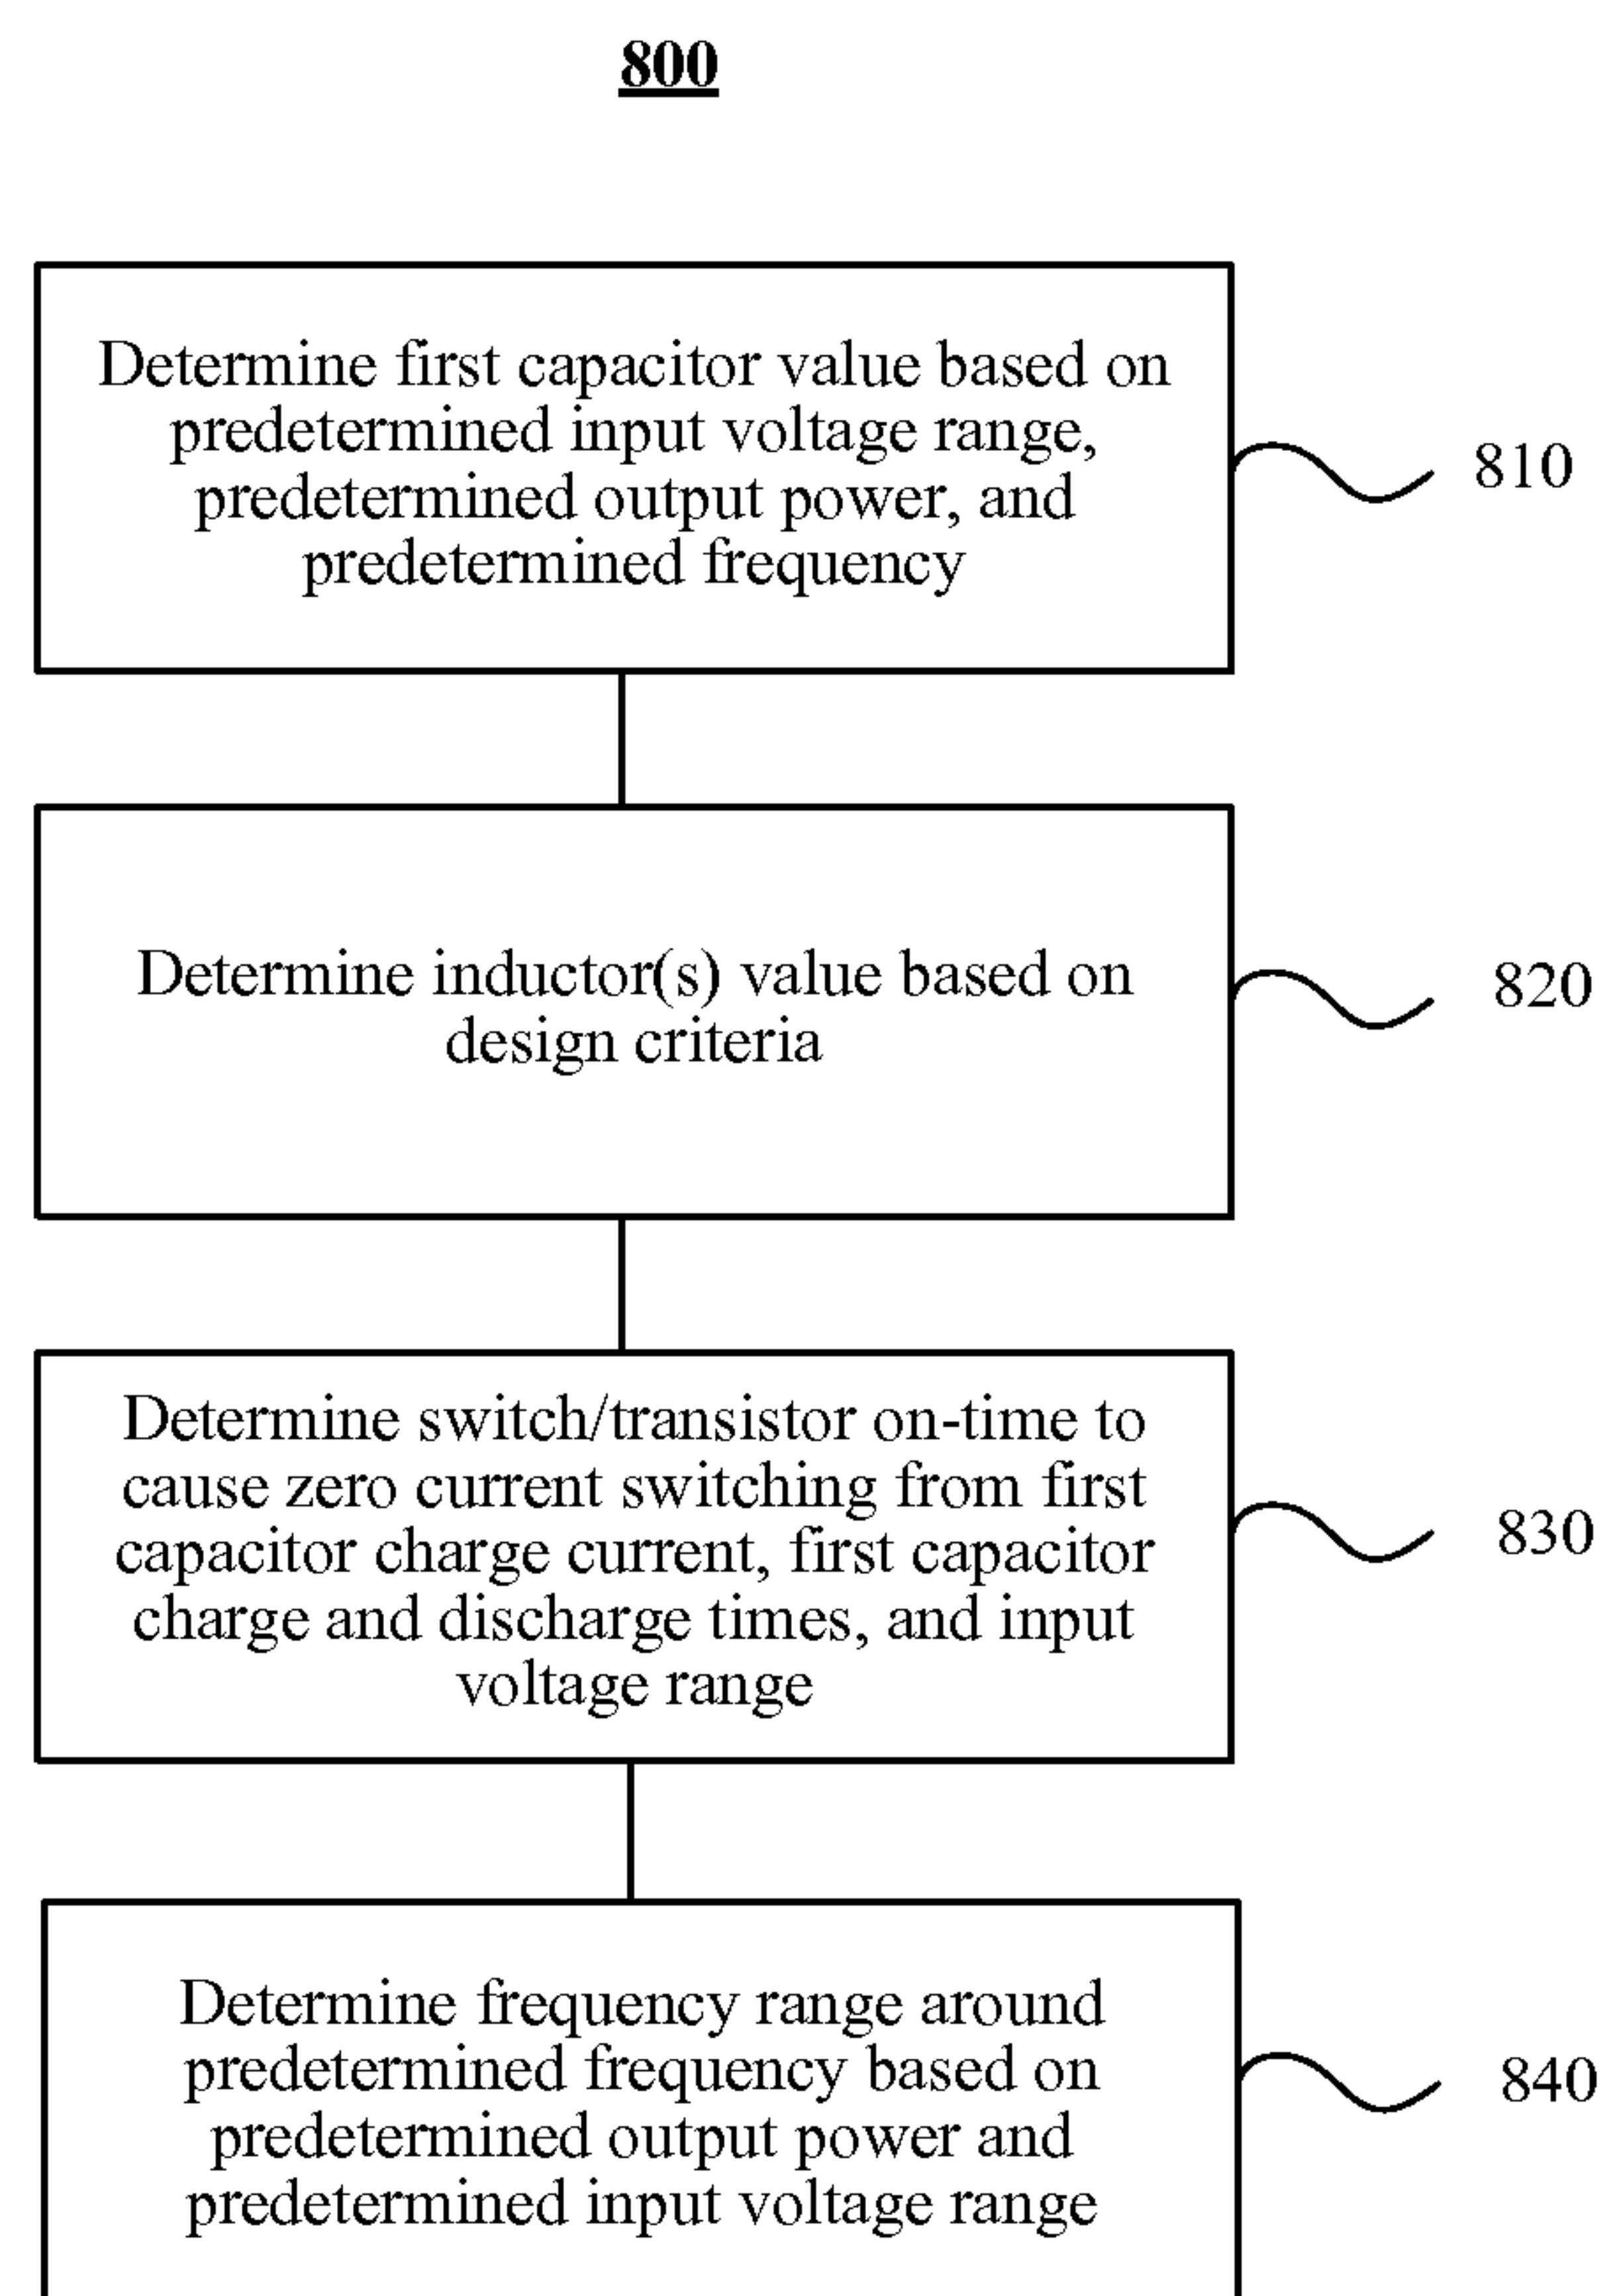 800
Determine first capacitor value based on
predetermined input voltage range,
predetermined output power, and
predetermined frequency
810
Determine inductor(s) value based on
design criteria
820
Determine switch/transistor on-time to
cause zero current switching from first
capacitor charge current, first capacitor
charge and discharge times, and input
voltage range
830
Determine frequency range around
predetermined frequency based on
predetermined output power and
predetermined input voltage range
840